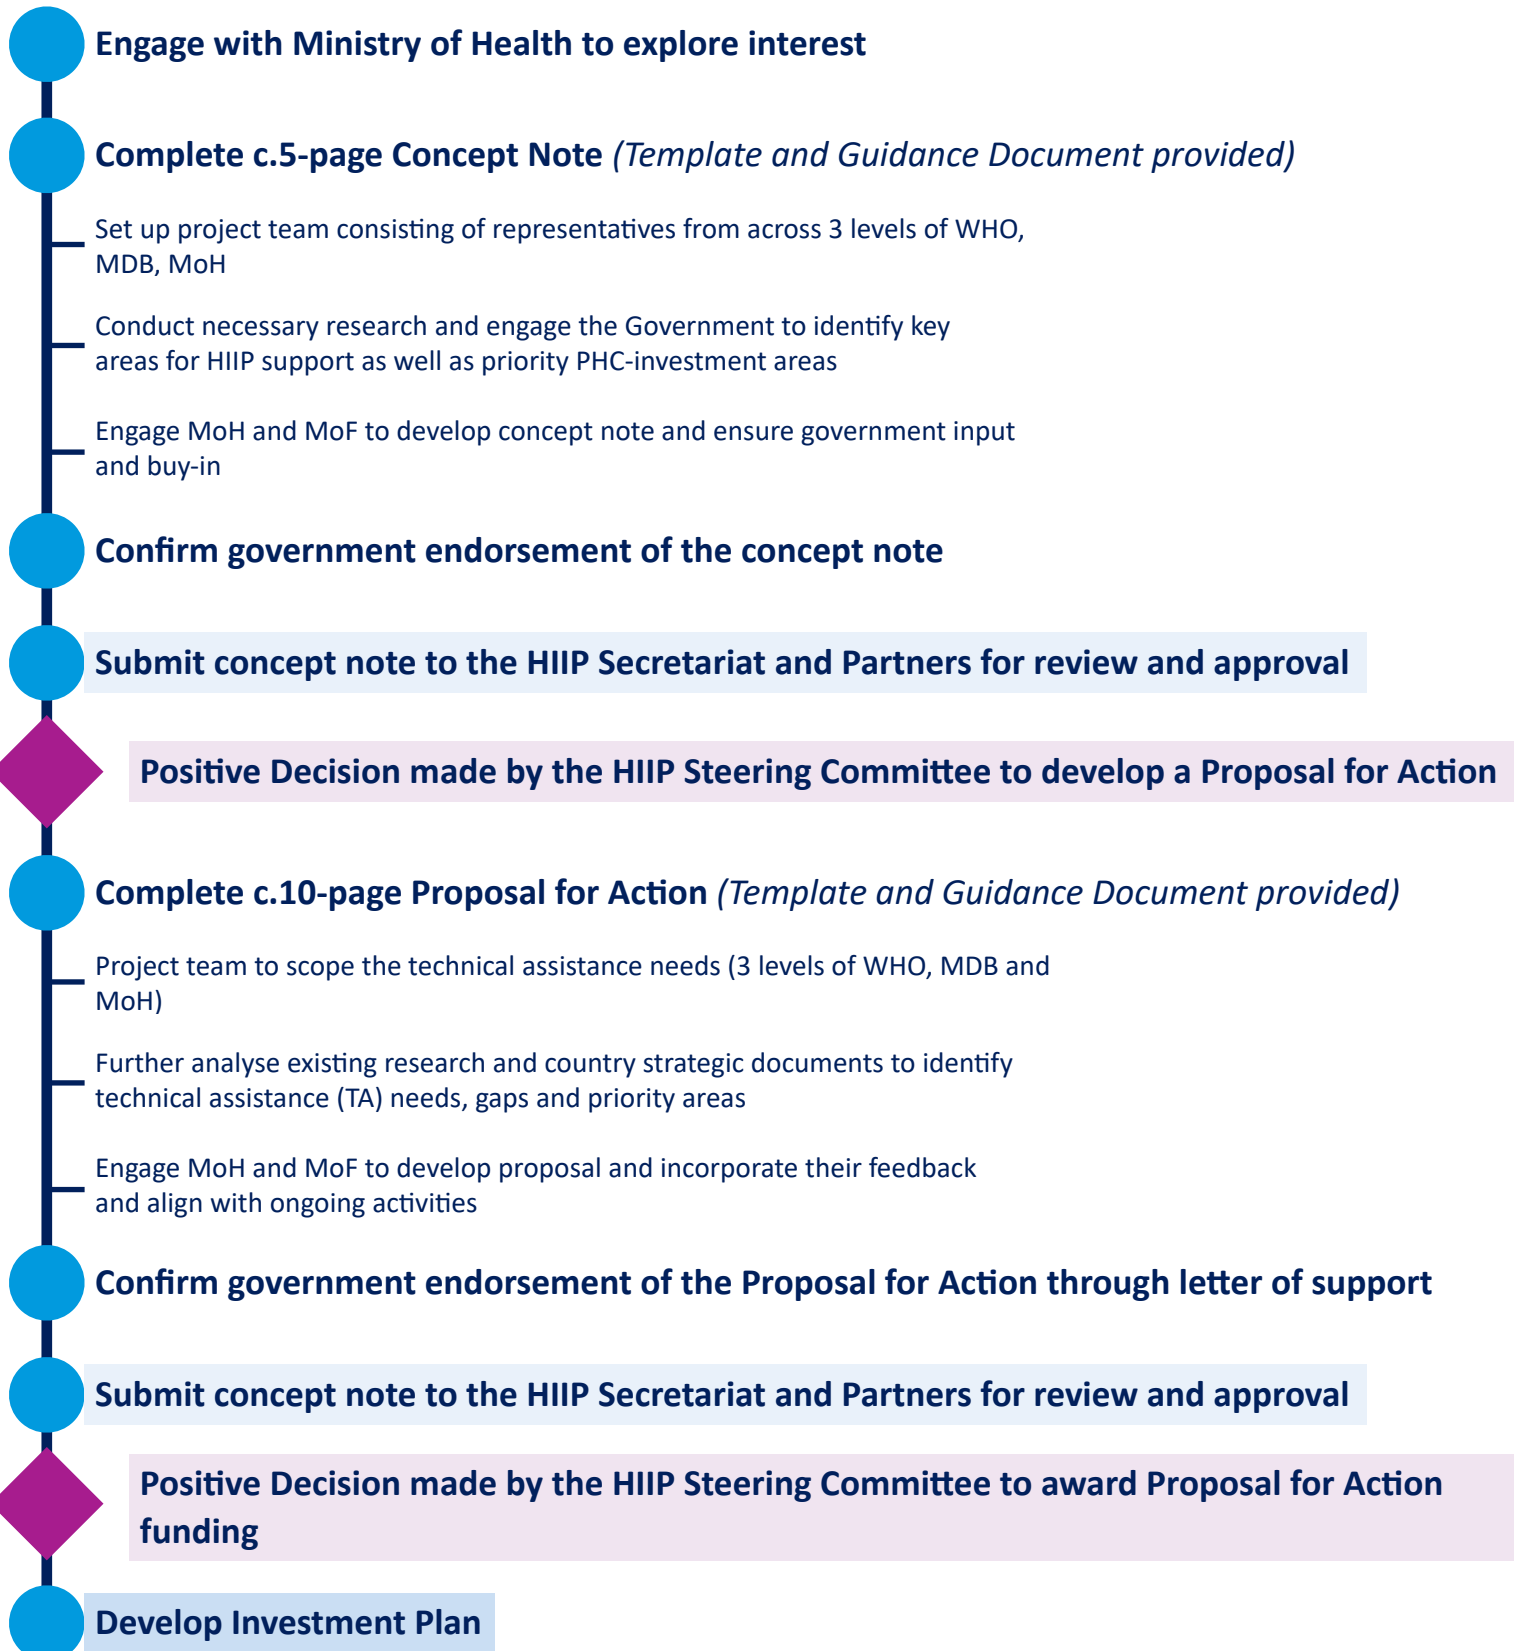 Engage with Ministry of Health to explore interest
Complete c.5-page Concept Note (Template and Guidance Document provided)
Set up project team consisting of representatives from across 3 levels of WHO,
MDB, MoH
Conduct necessary research and engage the Government to identify key
areas for HIIP support as well as priority PHC-investment areas
Engage MoH and MoF to develop concept note and ensure government input
and buy-in
Confirm government endorsement of the concept note
Submit concept note to the HIIP Secretariat and Partners for review and approval
Positive Decision made by the HIIP Steering Committee to develop a Proposal for Action
Complete c.10-page Proposal for Action (Template and Guidance Document provided)
Project team to scope the technical assistance needs (3 levels of WHO, MDB and
MoH)
Further analyse existing research and country strategic documents to identify
technical assistance (TA) needs, gaps and priority areas
Engage MoH and MoF to develop proposal and incorporate their feedback
and align with ongoing activities
Confirm government endorsement of the Proposal for Action through letter of support
Submit concept note to the HIIP Secretariat and Partners for review and approval
Positive Decision made by the HIIP Steering Committee to award Proposal for Action
funding
Develop Investment Plan